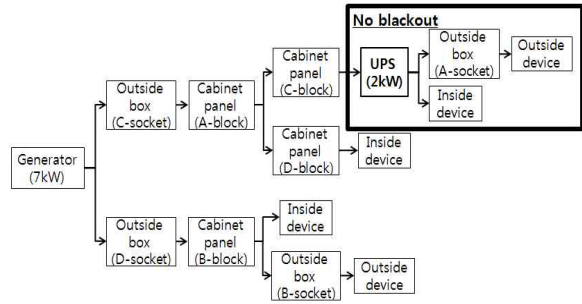 No blackout
UPS
(2kW)
Outside
box
(A-socket)
Outside
device
Inside
device
Cabinet
panel
(C-block)
Outside
box
(C-socket)
Cabinet
panel
(A-block)
Cabinet
panel
(D-block)
Inside
device
Generator
(7kW)
Outside
box
(D-socket)
Cabinet
panel
(B-block)
Inside
device
Outside
box
(B-socket)
Outside
device